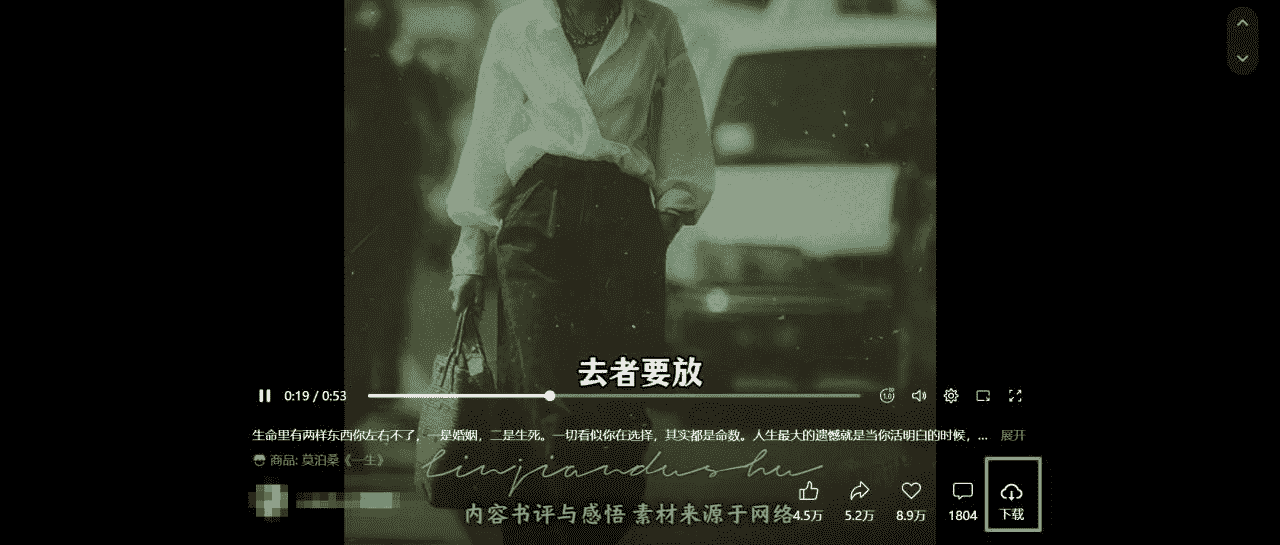 去者要放
0:19 / 0:53
1.0
生命里有两样东西你左右不了，一是婚姻，二是生死。一切看似你在选择，其实都是命数。人生最大的遗憾就是当你活明白的时候，... 展开
商品: 莫泊桑《一生》
linjiandushu
内容书评与感悟 素材来源于网络
4.5万 5.2万 8.9万 1804 下载